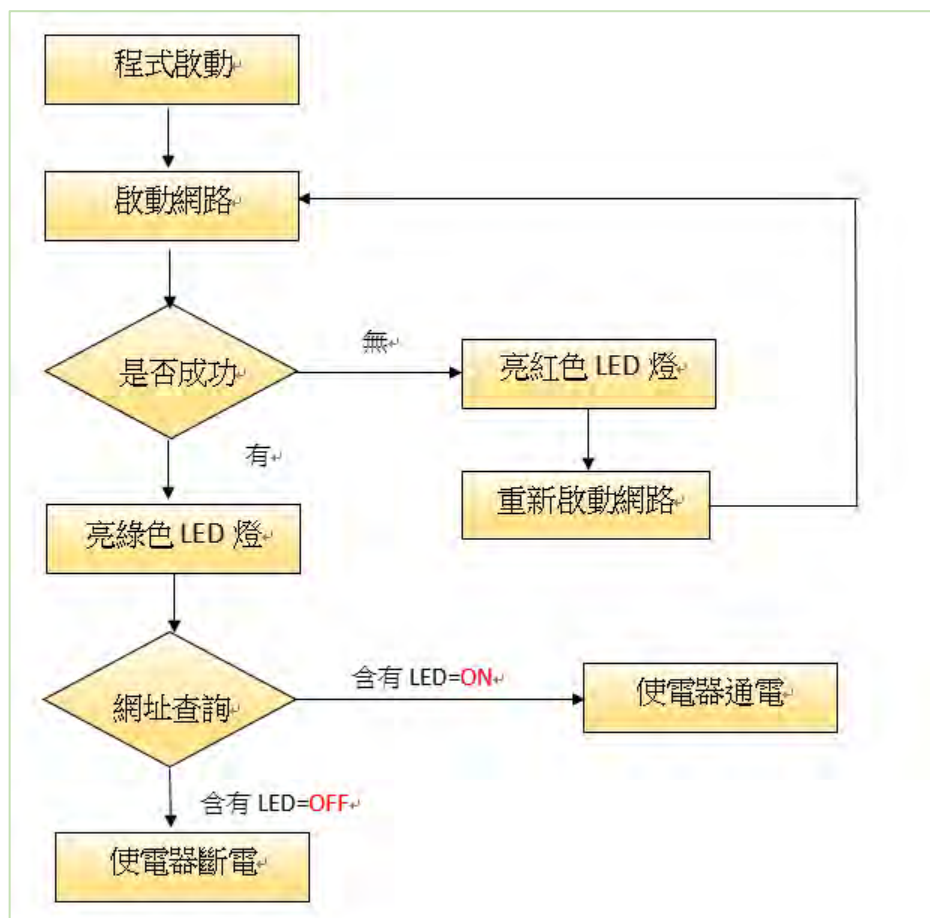 程式啟動
啟動網路
是否成功
無
亮紅色 LED 燈
重新啟動網路
有
亮綠色 LED 燈
網址查詢
含有 LED=ON
使電器通電
含有 LED=OFF
使電器斷電